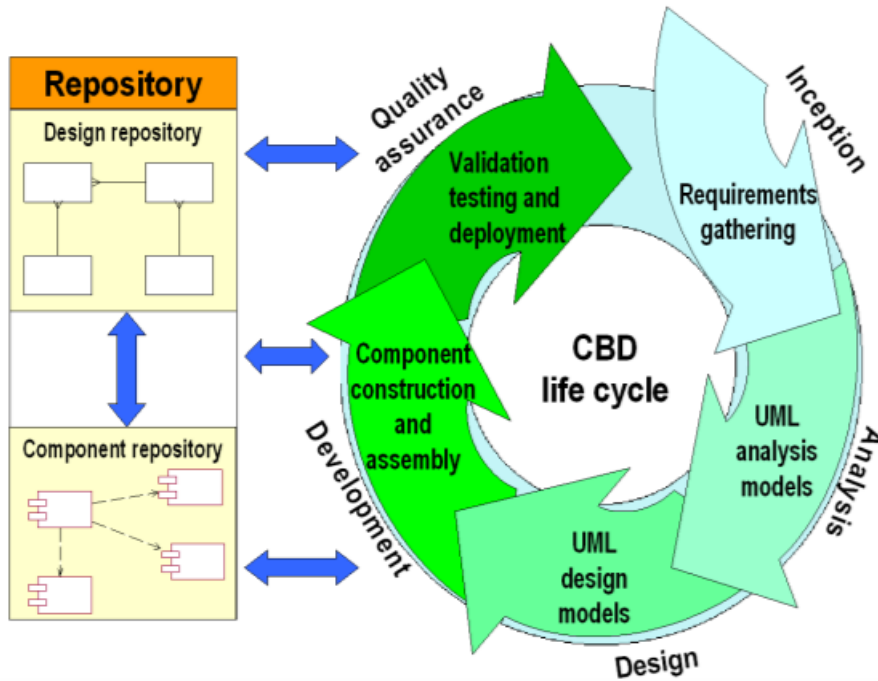 Repository
Design repository
Component repository
Quality
assurance
Validation
testing and
deployment
Inception
Requirements
gathering
CBD
life cycle
Component
construction
and
assembly
Development
UML
analysis
models
Analysis
UML
design
models
Design